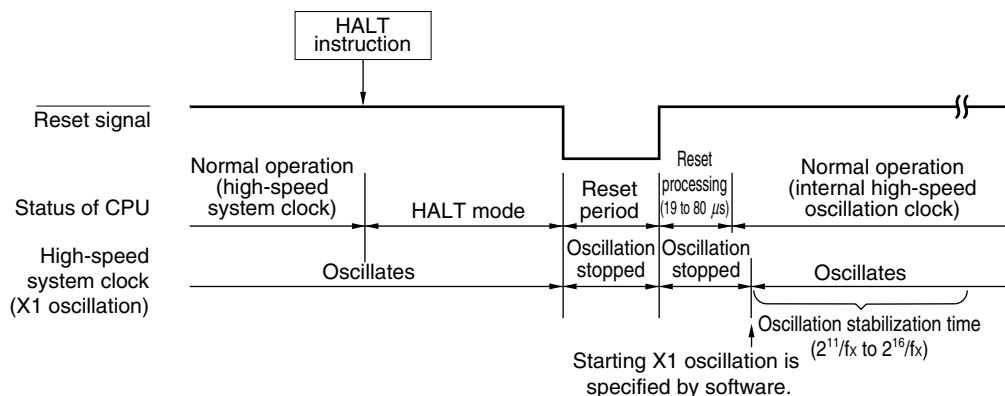 HALT
instruction
Reset signal
Normal operation
(high-speed
system clock)
Reset
processing
(19 to 80 μs)
Normal operation
(internal high-speed
oscillation clock)
Status of CPU
HALT mode
Reset
period
High-speed
system clock
(X1 oscillation)
Oscillates
Oscillation
stopped
Oscillation
stopped
Oscillates
Oscillation stabilization time
(2¹¹/fX to 2¹⁶/fX)
Starting X1 oscillation is
specified by software.